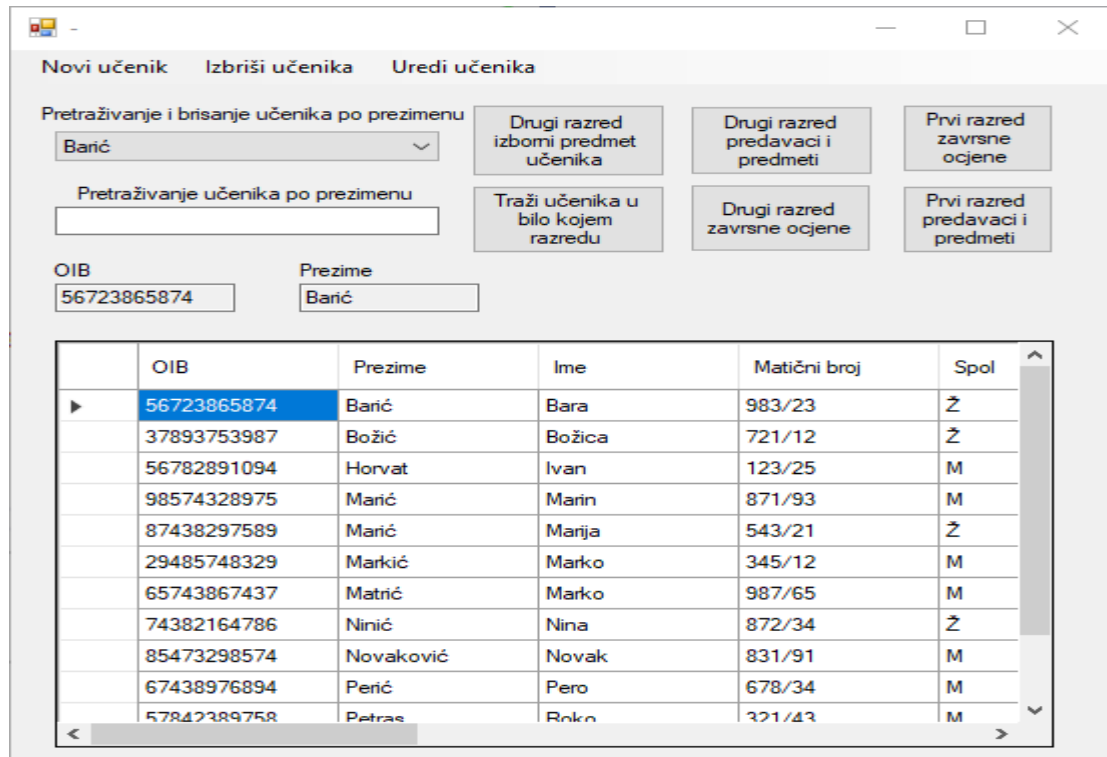 -
Novi učenik Izbriši učenika Uredi učenika
Pretraživanje i brisanje učenika po prezimenu
Barić
Pretraživanje učenika po prezimenu
Drugi razred
izborni predmet
učenika
Drugi razred
predavaci i
predmeti
Prvi razred
zavrsne
ocjene
Traži učenika u
bilo kojem
razredu
Drugi razred
zavrsne ocjene
Prvi razred
predavaci i
predmeti
OIB Prezime
56723865874 Barić
OIB Prezime Ime Matični broj Spol
56723865874 Barić Bara 983/23 Ž
37893753987 Božić Božica 721/12 Ž
56782891094 Horvat Ivan 123/25 M
98574328975 Marić Marin 871/93 M
87438297589 Marić Marija 543/21 Ž
29485748329 Markić Marko 345/12 M
65743867437 Matrić Marko 987/65 M
74382164786 Ninić Nina 872/34 Ž
85473298574 Novaković Novak 831/91 M
67438976894 Perić Pero 678/34 M
57842389758 Petras Roko 321/43 M